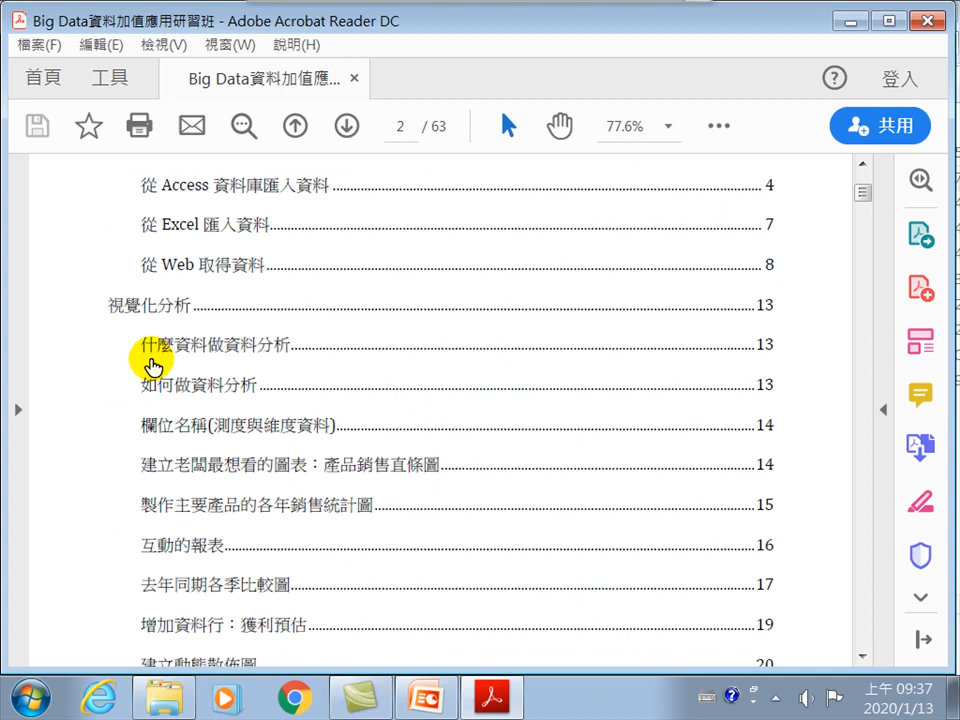 Big Data資料加值應用研習班 - Adobe Acrobat Reader DC
檔案(F) 編輯(E) 檢視(V) 視窗(W) 說明(H)
首頁 工具 Big Data資料加值應... × 登入
2 / 63 77.6% 共用
從 Access 資料庫匯入資料 4
從 Excel 匯入資料 7
從 Web 取得資料 8
視覺化分析 13
什麼資料做資料分析 13
如何做資料分析 13
欄位名稱(測度與維度資料) 14
建立老闆最想看的圖表：產品銷售直條圖 14
製作主要產品的各年銷售統計圖 15
互動的報表 16
去年同期各季比較圖 17
增加資料行：獲利預估 19
建立動態散佈圖 20
上午 09:37
2020/1/13